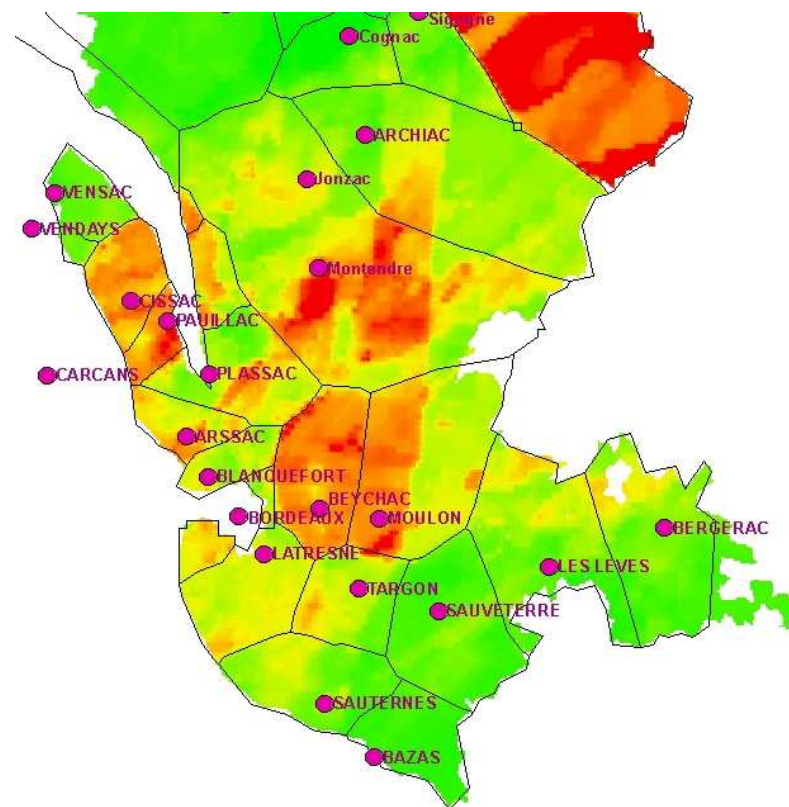 Sigogne
Cognac
ARCHIAC
Jonzac
VENSAC
VENDAYS
Montendre
CISSAC
PAUILLAC
CARCANS
PLASSAC
ARSSAC
BLANQUEFORT
BEYCHAC
BORDEAUX
MOULON
BERGERAC
LATRESNE
LES LEVES
TARGON
SAUVETERRE
SAUTERNES
BAZAS